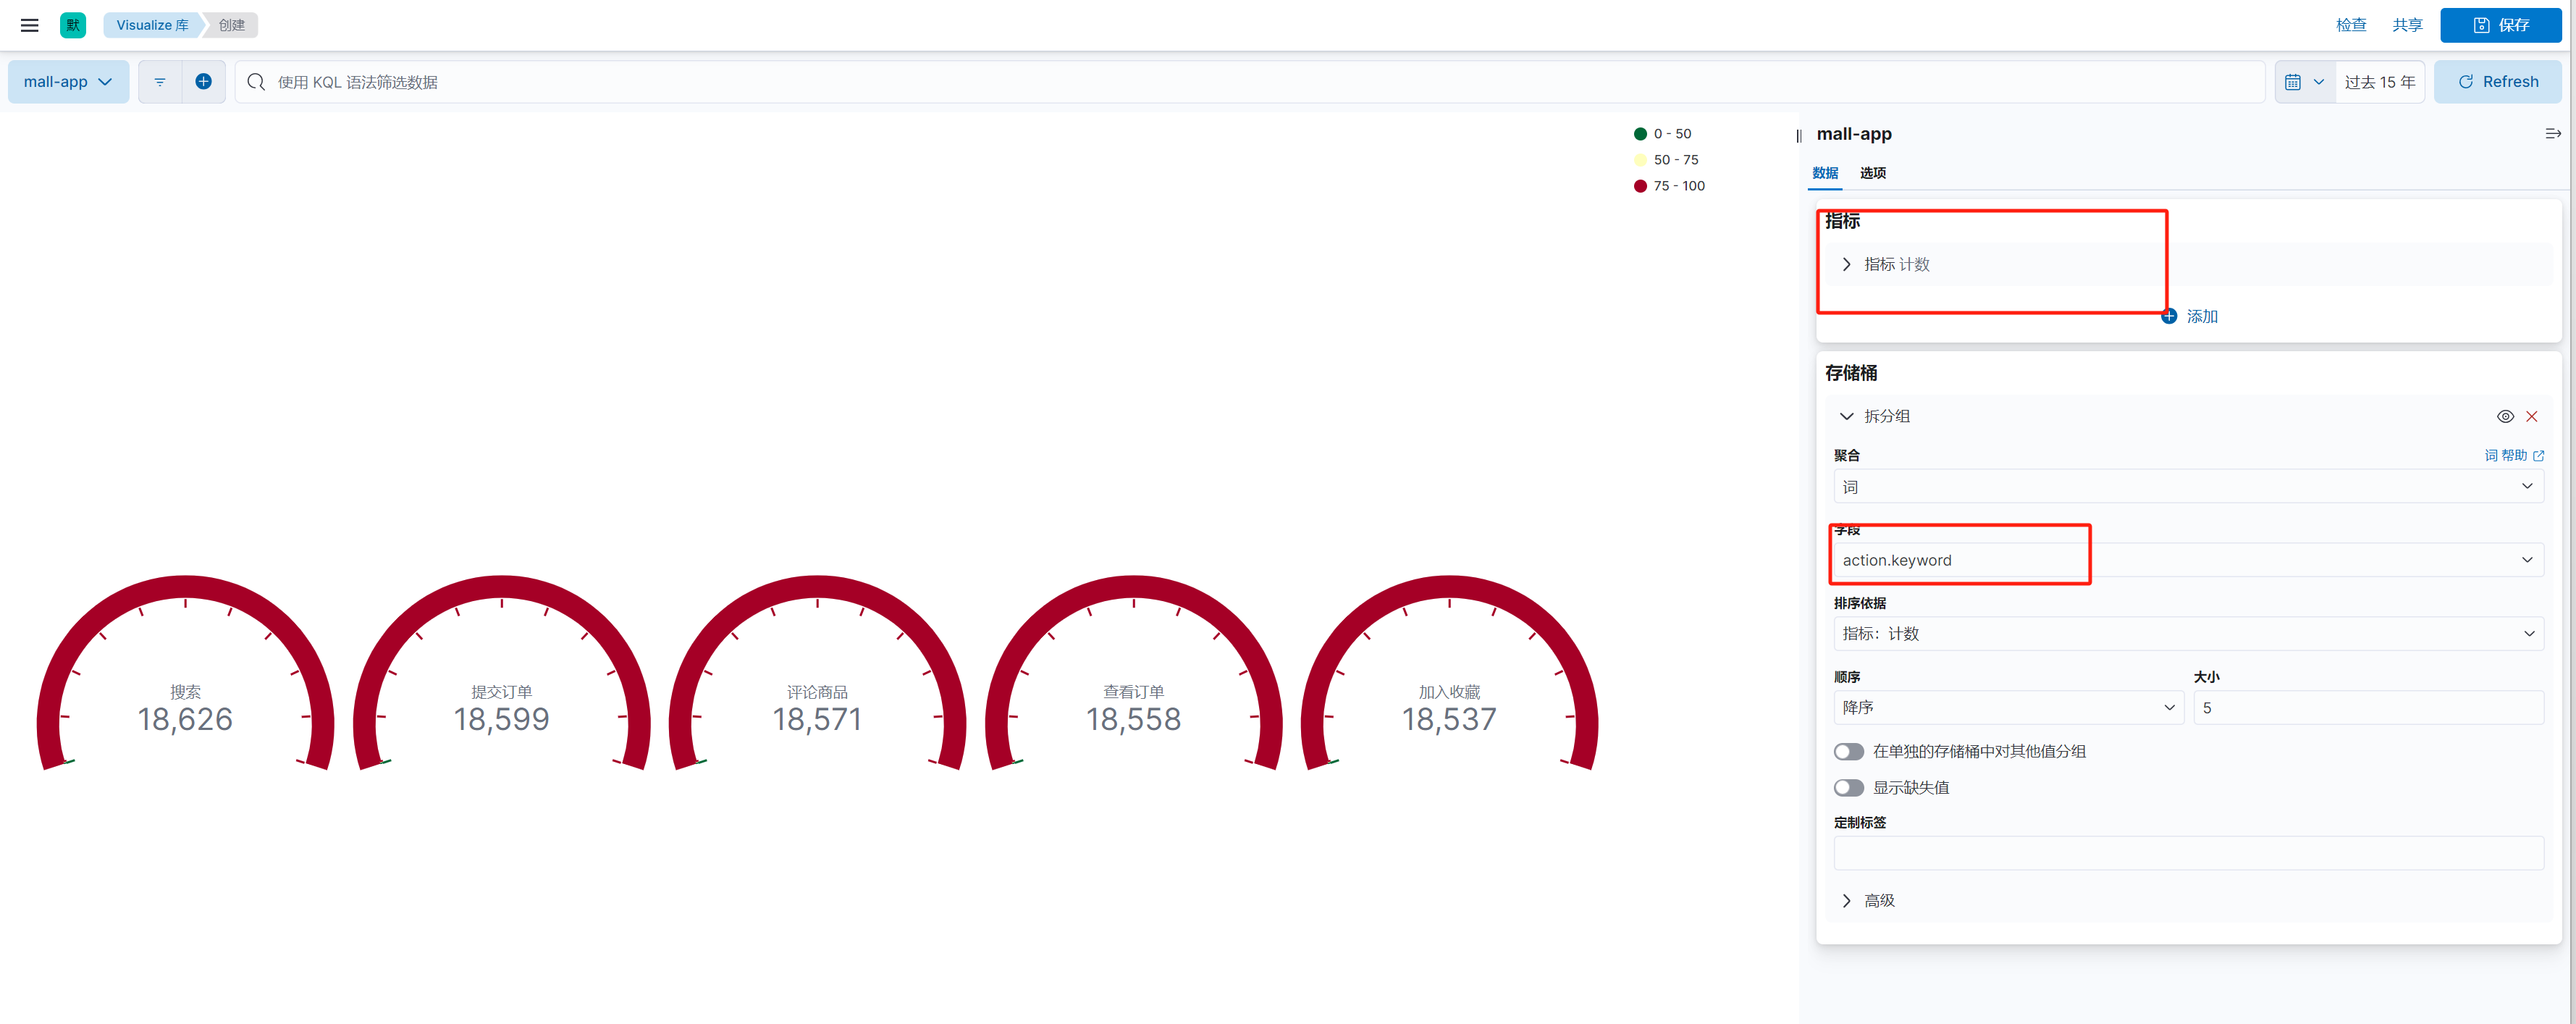 默 Visualize 库 创建 检查 共享 保存
mall-app 使用 KQL 语法筛选数据 过去 15 年 Refresh
0 - 50
50 - 75
75 - 100
搜索
18,626
提交订单
18,599
评论商品
18,571
查看订单
18,558
加入收藏
18,537
mall-app
数据 选项
指标
指标 计数
添加
存储桶
拆分组
聚合 词 帮助
词
字段
action.keyword
排序依据
指标：计数
顺序 大小
降序 5
在单独的存储桶中对其他值分组
显示缺失值
定制标签
高级